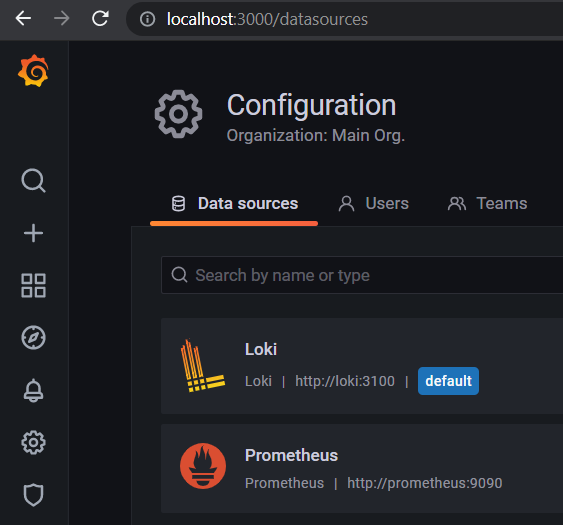 localhost:3000/datasources
Configuration
Organization: Main Org.
Data sources Users Teams
Search by name or type
Loki
Loki | http://loki:3100 | default
Prometheus
Prometheus | http://prometheus:9090